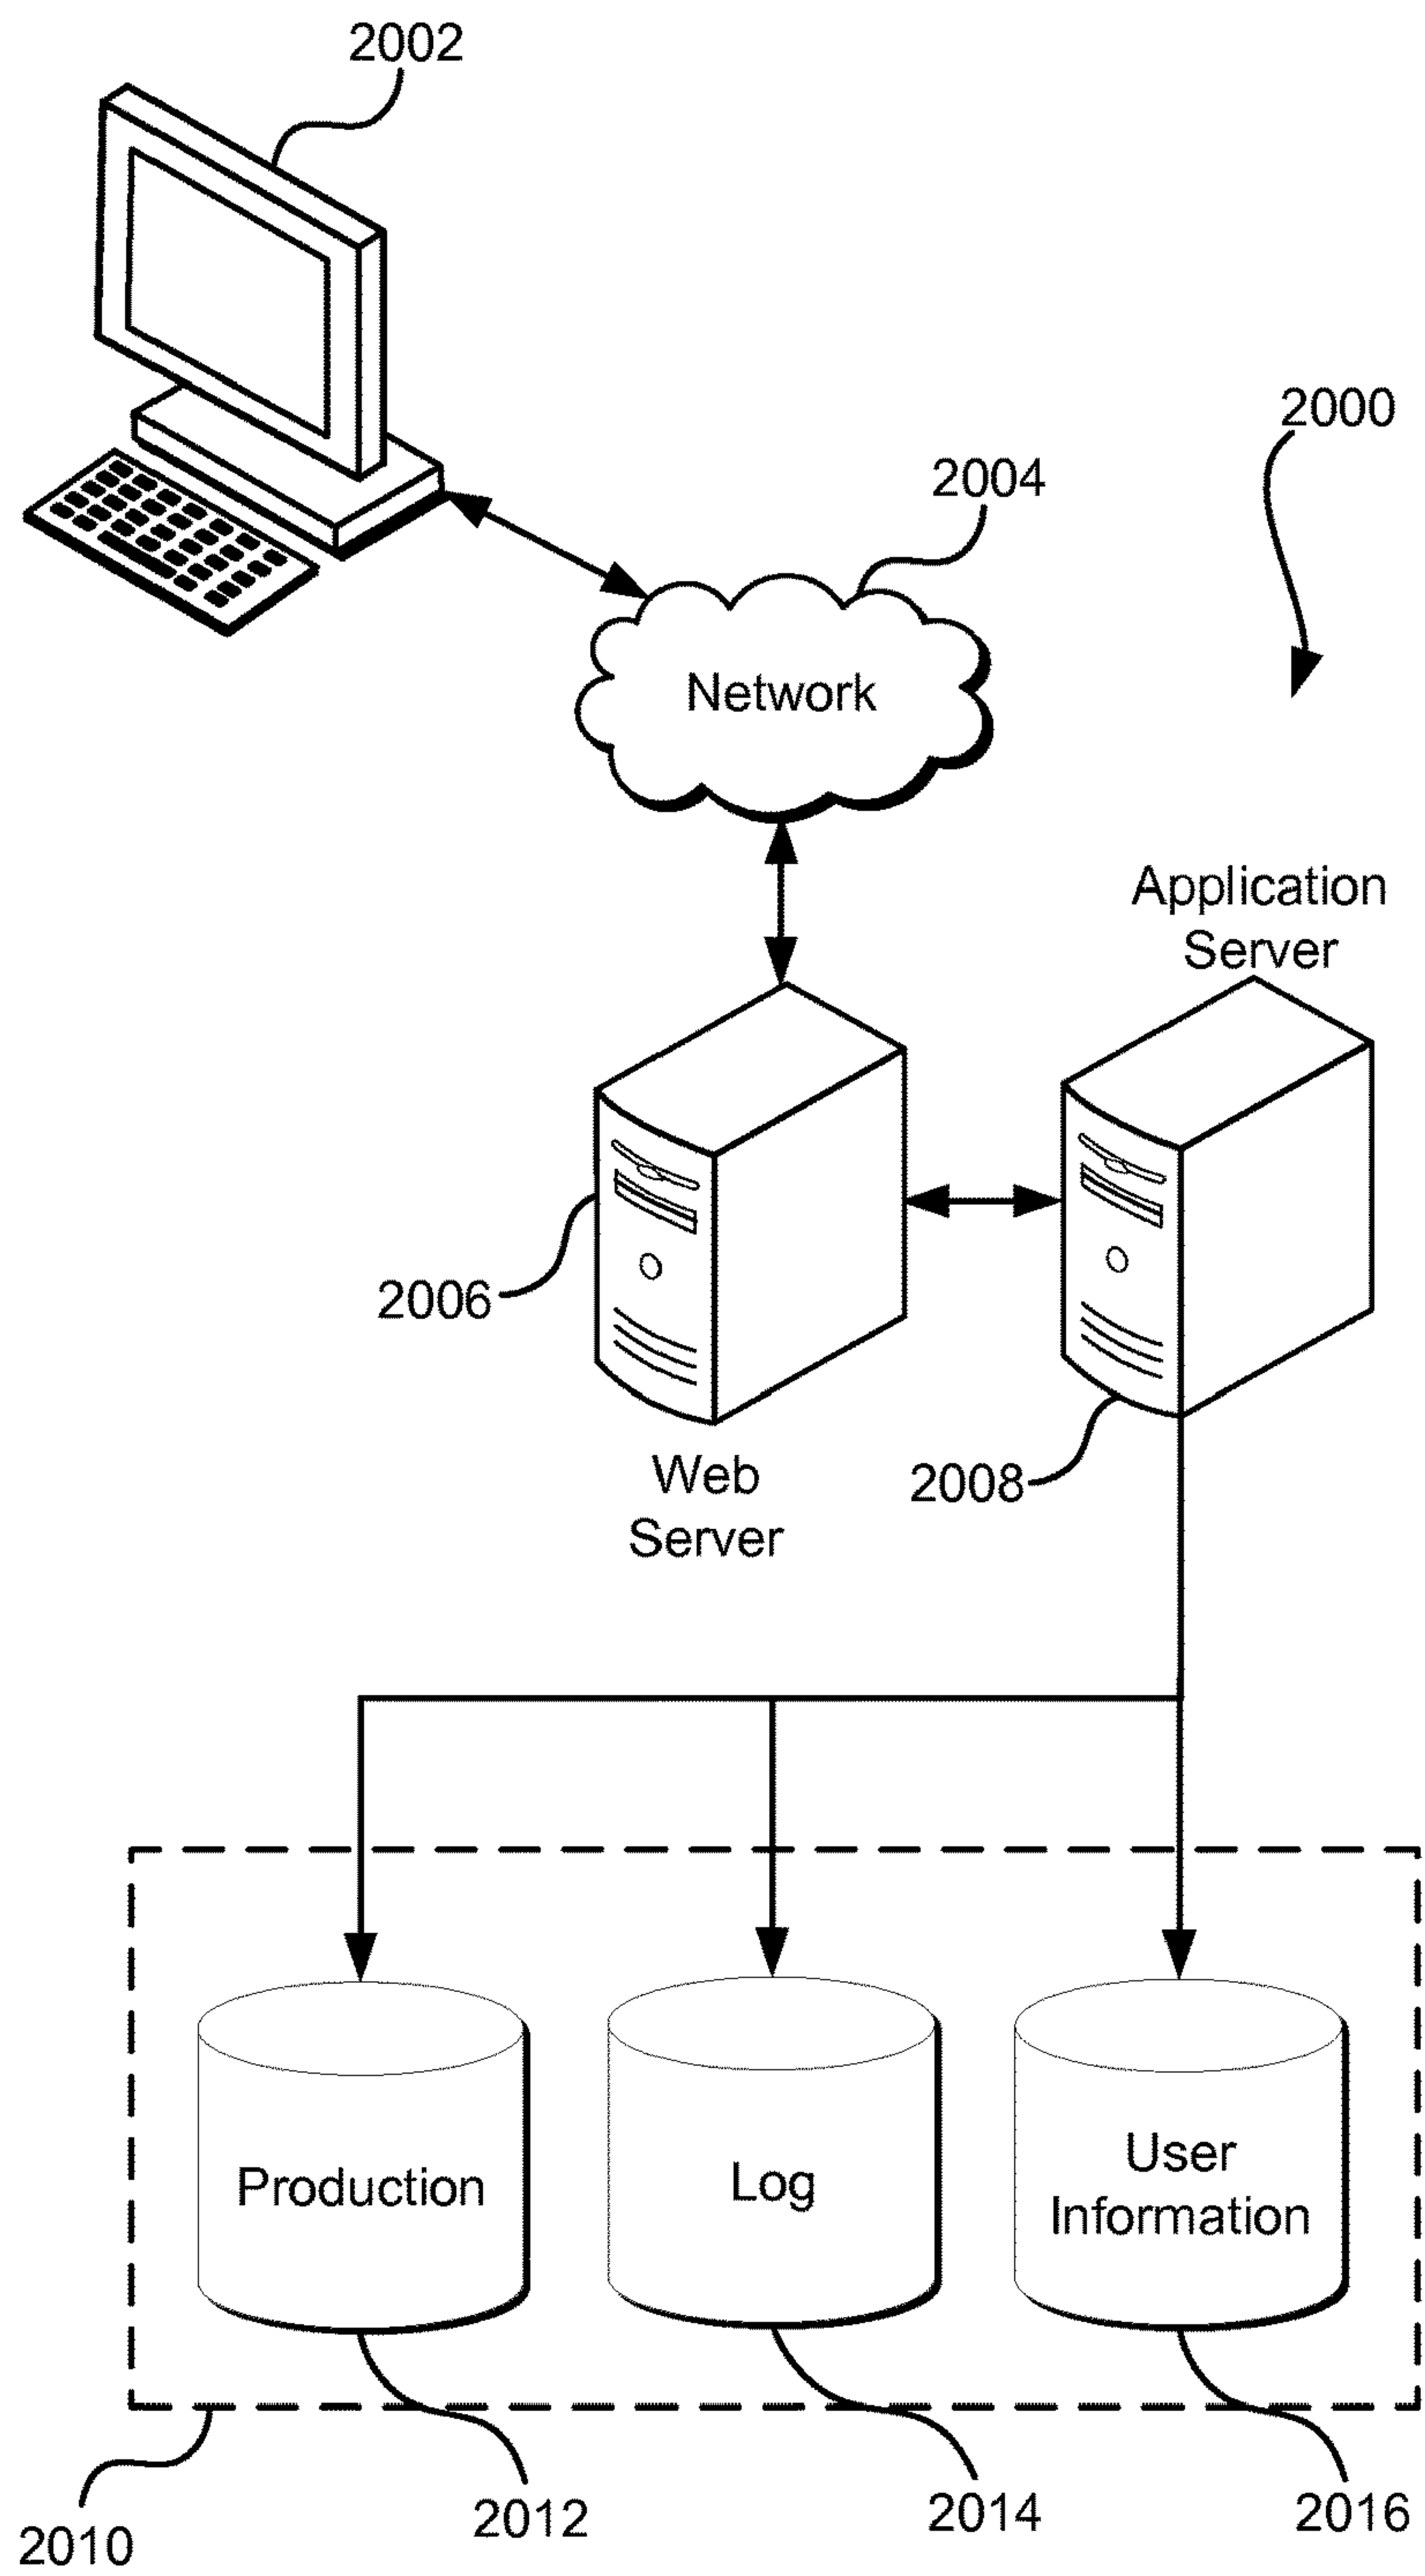 2002
2000
2004
Network
Application
Server
2006
Web
Server
2008
Production
Log
User
Information
2010
2012
2014
2016